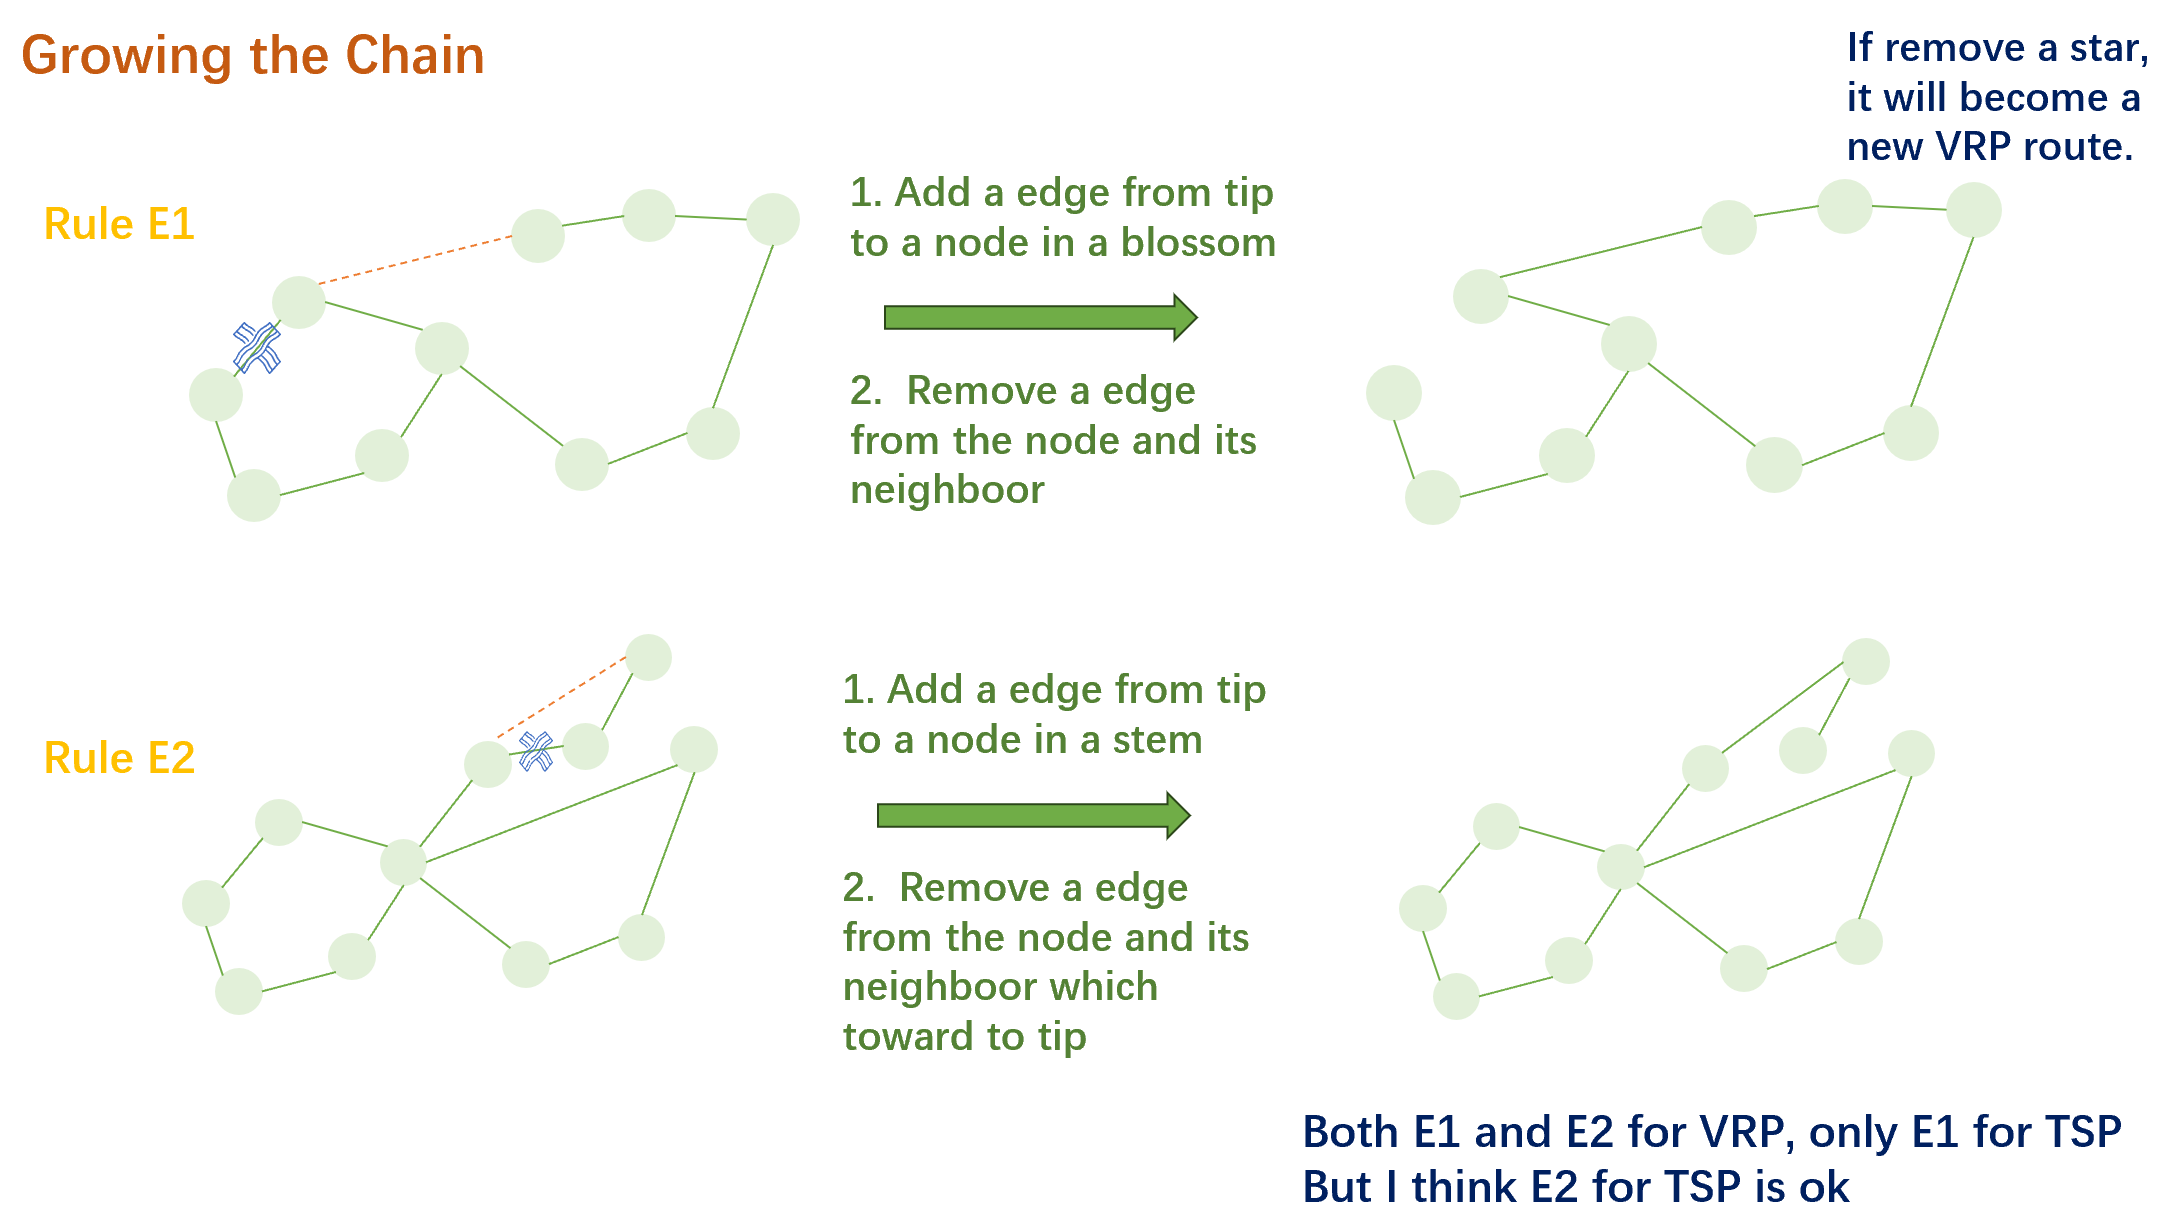 Growing the Chain
If remove a star,
it will become a
new VRP route.
Rule E1
1. Add a edge from tip
to a node in a blossom
2. Remove a edge
from the node and its
neighboor
Rule E2
1. Add a edge from tip
to a node in a stem
2. Remove a edge
from the node and its
neighboor which
toward to tip
Both E1 and E2 for VRP, only E1 for TSP
But I think E2 for TSP is ok